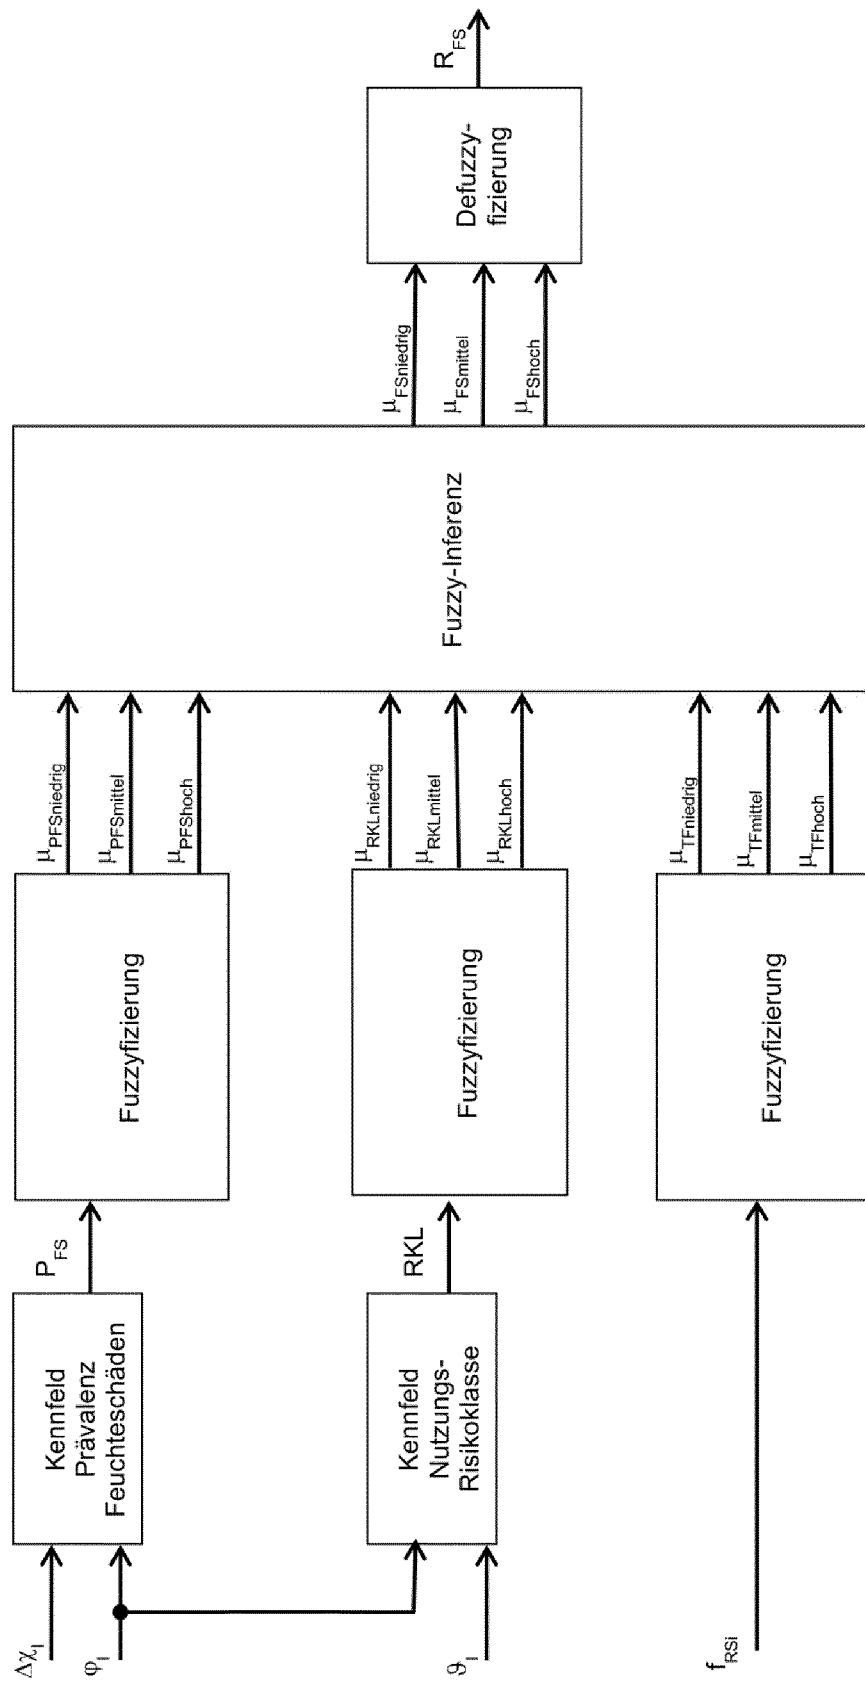 Δχ_I
φ_I
ϑ_I
f_RSi
Kennfeld
Prävalenz
Feuchteschäden
Kennfeld
Nutzungs-
Risikoklasse
P_FS
RKL
Fuzzyfizierung
Fuzzyfizierung
Fuzzyfizierung
μ_PFSniedrig
μ_PFSmittel
μ_PFShoch
μ_RKLniedrig
μ_RKLmittel
μ_RKLhoch
μ_TFniedrig
μ_TFmittel
μ_TFhoch
Fuzzy-Inferenz
μ_FSniedrig
μ_FSmittel
μ_FShoch
Defuzzy-
fizierung
R_FS